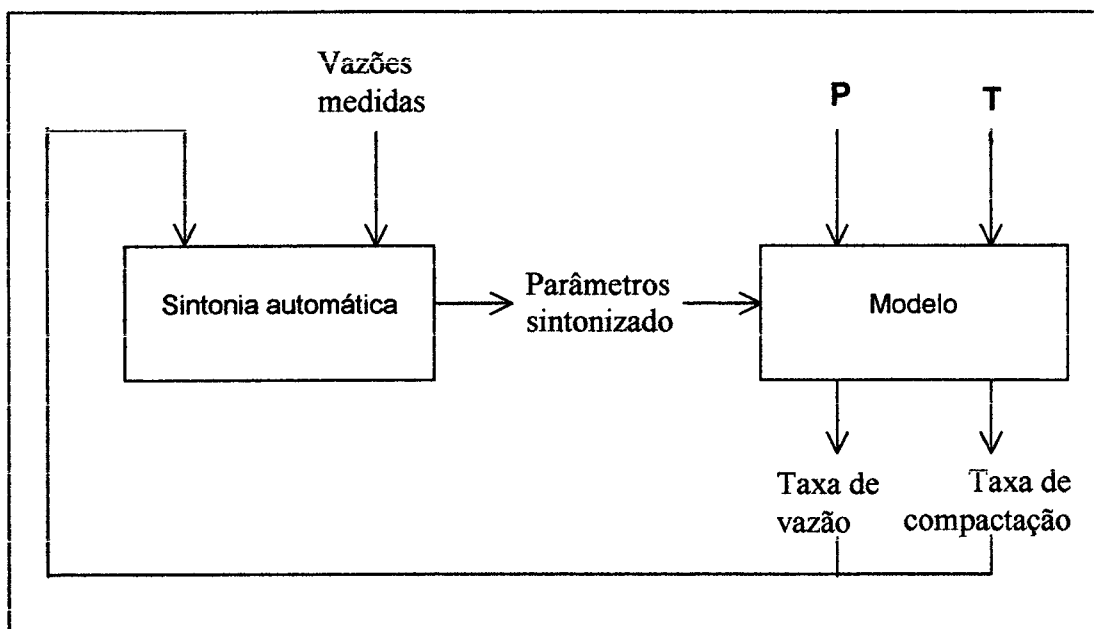 Vazões
medidas
P
T
Sintonia automática
Parâmetros
sintonizado
Modelo
Taxa de
vazão
Taxa de
compactação